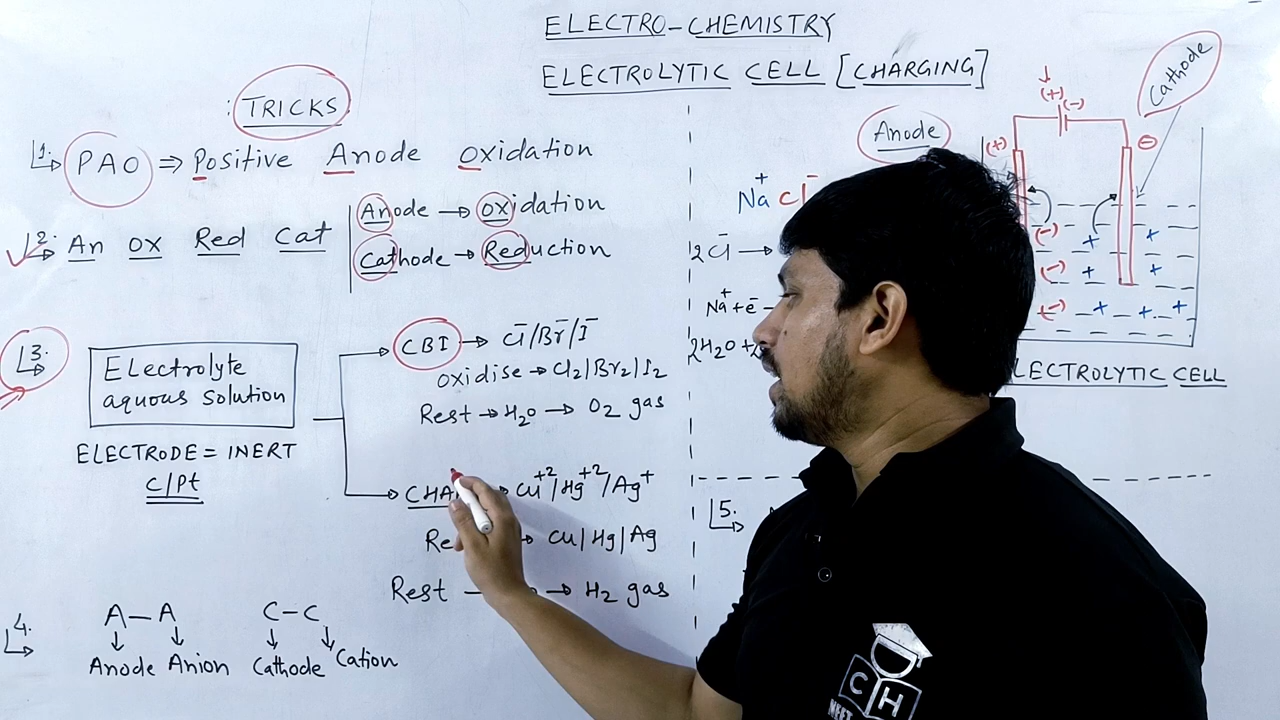 ELECTRO-CHEMISTRY
ELECTROLYTIC CELL [CHARGING]
: TRICKS
1. PAO ⇒ Positive Anode Oxidation
2. An ox Red Cat
Anode → oxidation
Cathode → Reduction
3.
Electrolyte
aquous solution
ELECTRODE = INERT
C/Pt
CBI → Cl⁻/Br⁻/I⁻
oxidise → Cl₂/Br₂/I₂
Rest → H₂O → O₂ gas
CHA → Cu⁺²/Hg⁺²/Ag⁺
Cu/Hg/Ag
Rest → H₂ gas
4.
A-A
Anode Anion
C-C
Cathode Cation
Anode
Cathode
(+) (-)
(+)
⊖
Na⁺ Cl⁻
2Cl⁻ →
Na⁺ + e⁻ -
2H₂O +
(-) + +
(-) + +
(-) + + +
LECTROLYTIC CELL
5.
C H
NEET